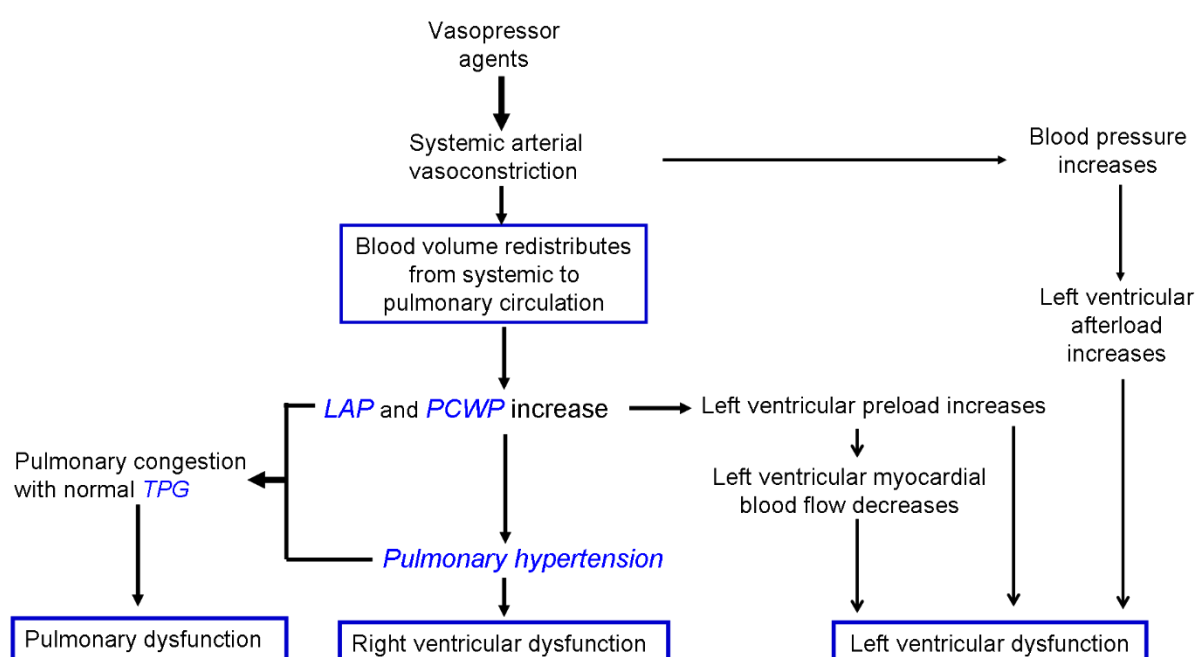 Vasopressor
agents
Systemic arterial
vasoconstriction
Blood pressure
increases
Blood volume redistributes
from systemic to
pulmonary circulation
Left ventricular
afterload
increases
LAP and PCWP increase
Left ventricular preload increases
Pulmonary congestion
with normal TPG
Left ventricular myocardial
blood flow decreases
Pulmonary hypertension
Pulmonary dysfunction
Right ventricular dysfunction
Left ventricular dysfunction